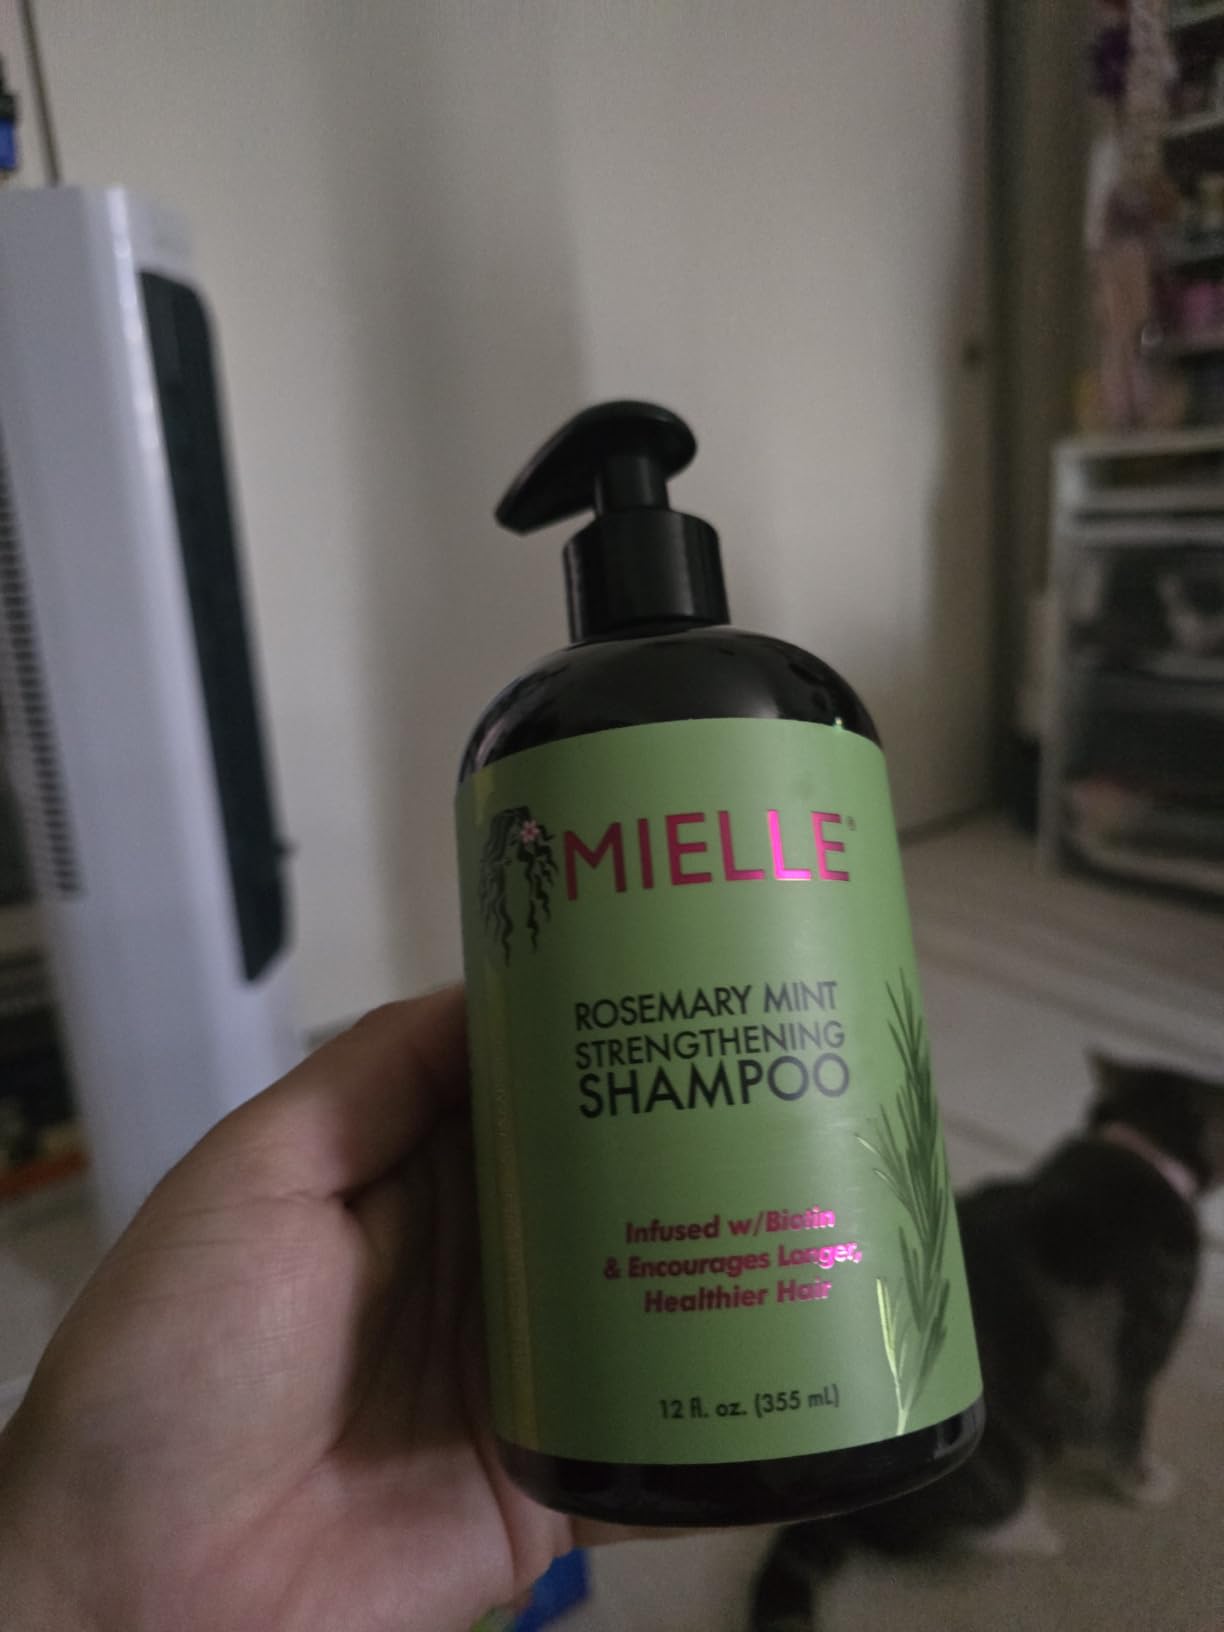 MIELLE®
ROSEMARY MINT
STRENGTHENING
SHAMPOO
Infused w/Biotin
& Encourages Longer,
Healthier Hair
12 fl. oz. (355 mL)